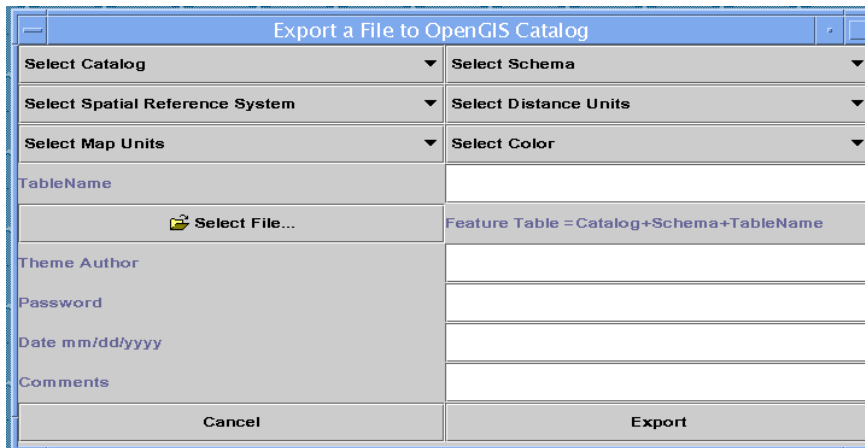 Export a File to OpenGIS Catalog
Select Catalog
Select Schema
Select Spatial Reference System
Select Distance Units
Select Map Units
Select Color
TableName
Select File...
Feature Table =Catalog+Schema+TableName
Theme Author
Password
Date mm/dd/yyyy
Comments
Cancel
Export